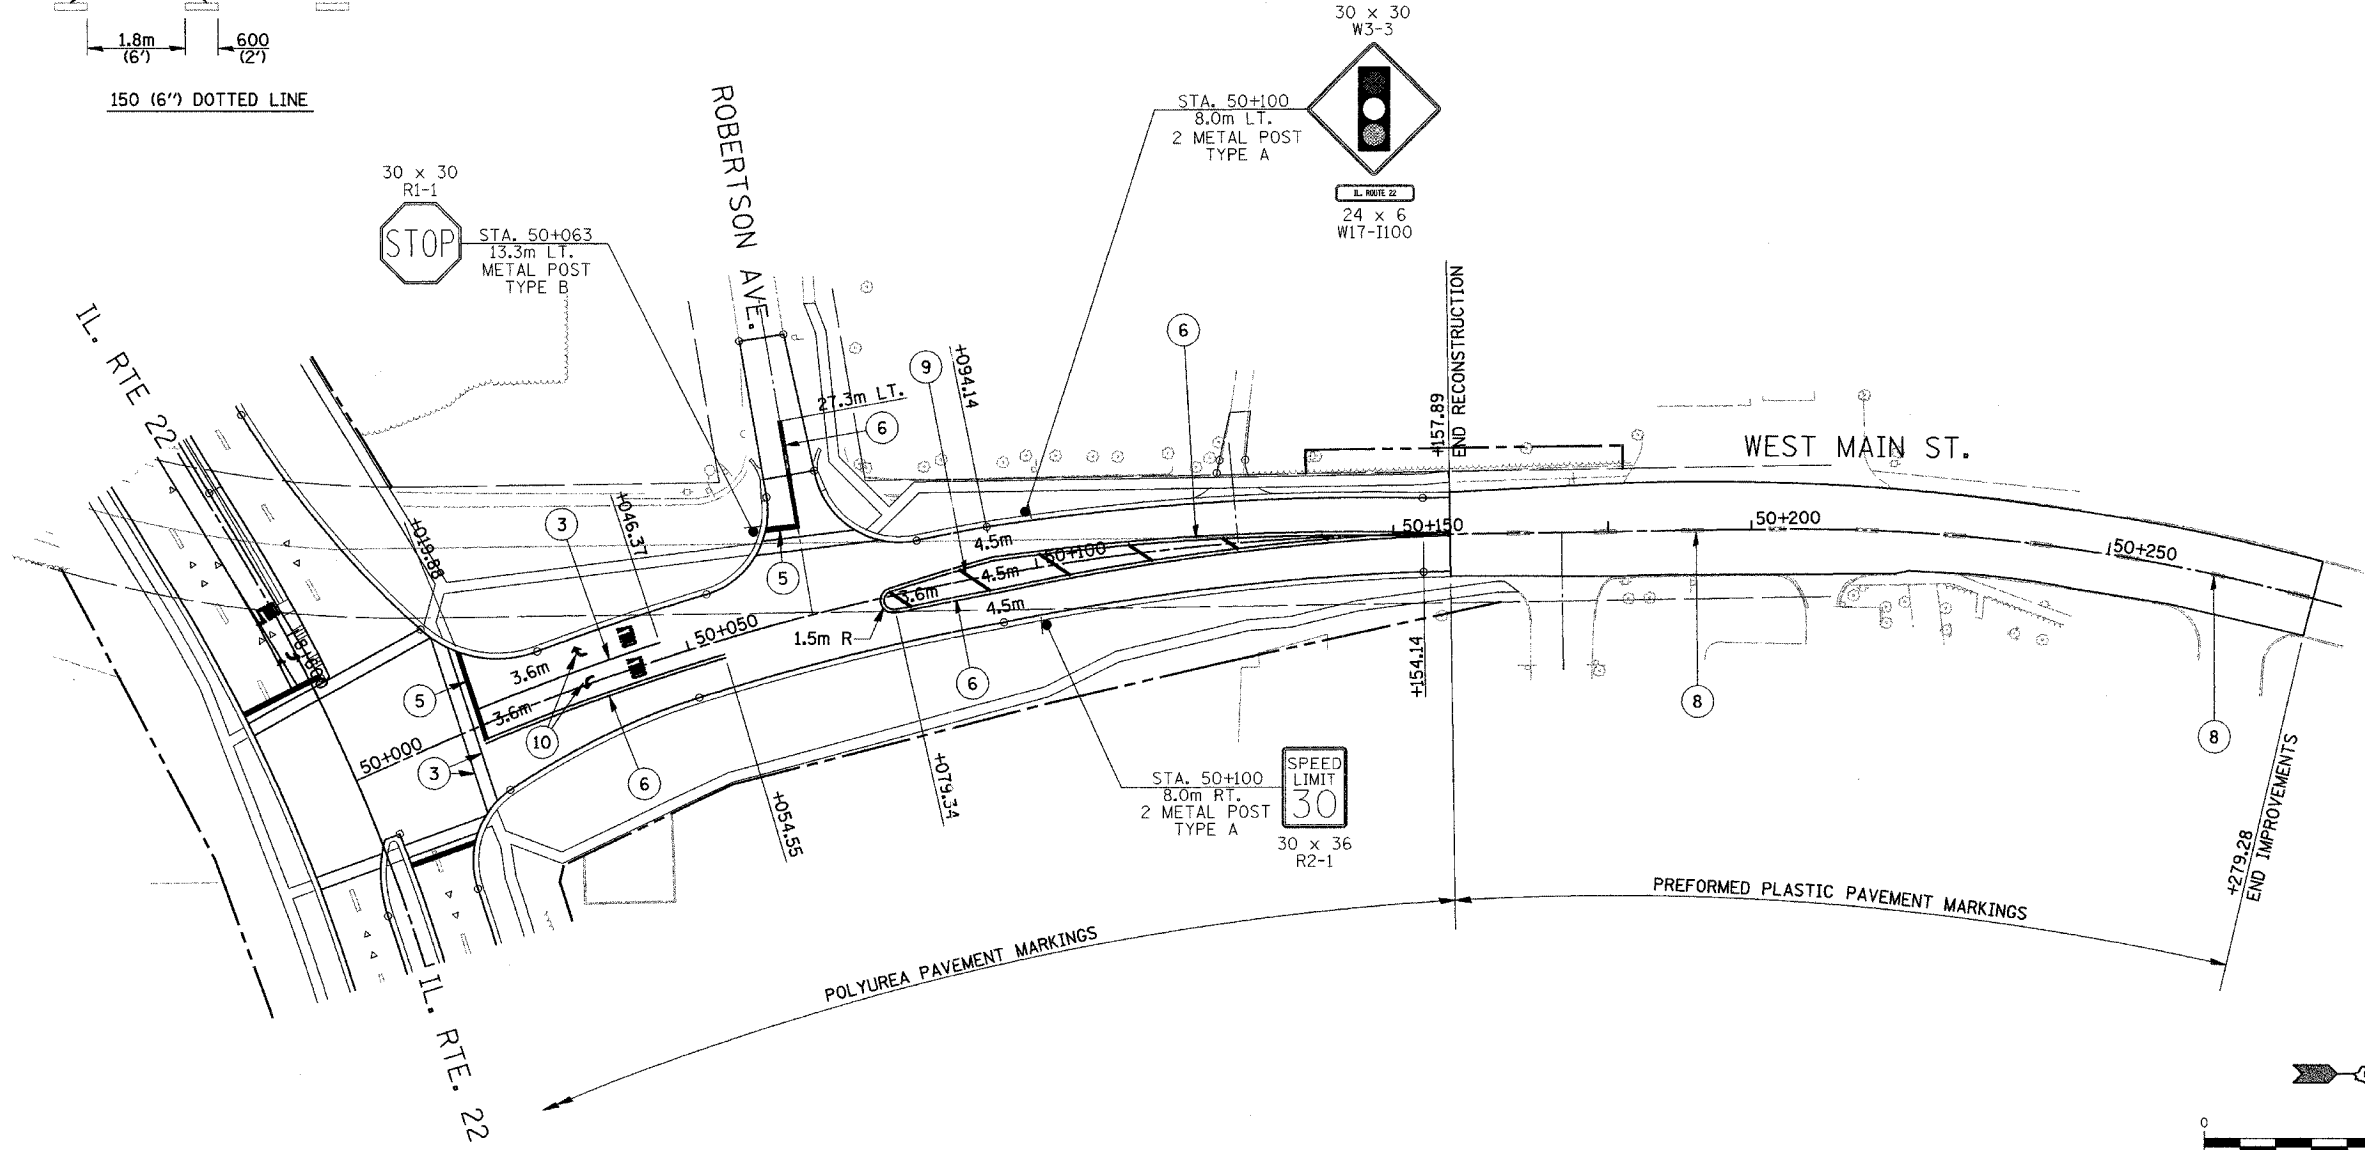 1.8m
(6')
600
(2')
150 (6") DOTTED LINE
30 x 30
W3-3
STA. 50+100
8.0m LT.
2 METAL POST
TYPE A
IL. ROUTE 22
24 x 6
W17-I100
30 x 30
R1-1
STOP
STA. 50+063
13.3m LT.
METAL POST
TYPE B
ROBERTSON AVE.
IL. RTE 22
27.3m LT.
6
9
6
+094.14
+157.89
END RECONSTRUCTION
WEST MAIN ST.
+019.88
3
+046.37
5
4.5m
50+100
4.5m
3.6m
4.5m
50+150
50+200
50+250
1.5m R
50+050
3.6m
3.6m
5
10
50+000
3
6
6
+154.14
8
8
+054.55
+079.34
STA. 50+100
8.0m RT.
2 METAL POST
TYPE A
SPEED
LIMIT
30
30 x 36
R2-1
+279.28
END IMPROVEMENTS
PREFORMED PLASTIC PAVEMENT MARKINGS
POLYUREA PAVEMENT MARKINGS
IL. RTE. 22
0